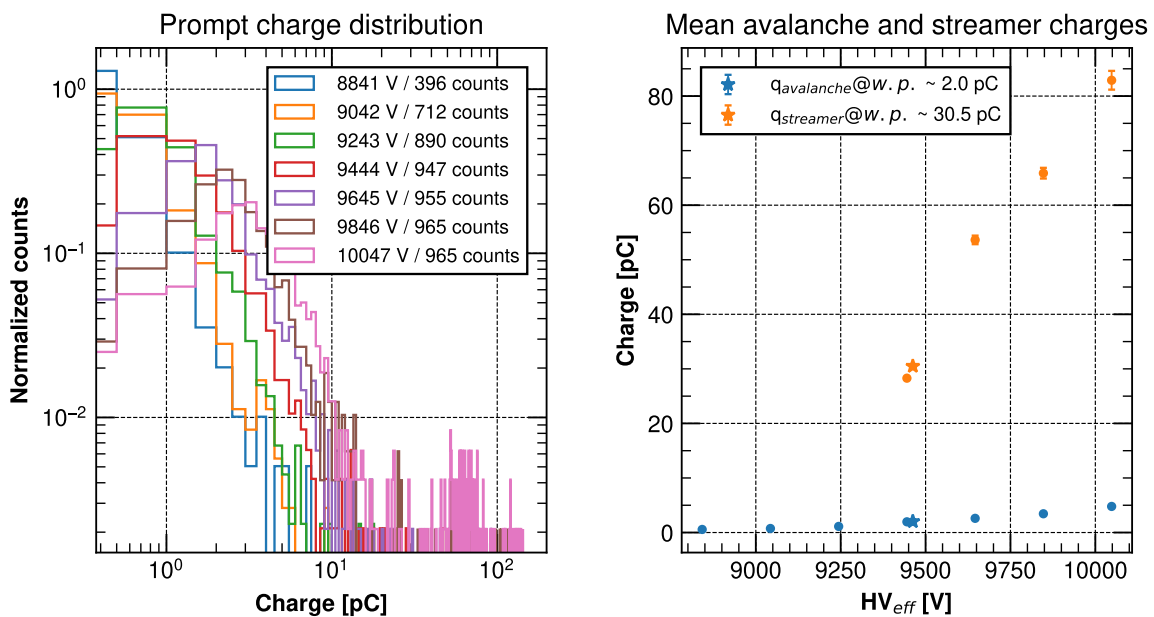 Prompt charge distribution
Normalized counts
10⁰
10⁻¹
10⁻²
8841 V / 396 counts
9042 V / 712 counts
9243 V / 890 counts
9444 V / 947 counts
9645 V / 955 counts
9846 V / 965 counts
10047 V / 965 counts
10⁰ 10¹ 10²
Charge [pC]
Mean avalanche and streamer charges
Charge [pC]
80
60
40
20
0
q_avalanche@w.p. ~ 2.0 pC
q_streamer@w.p. ~ 30.5 pC
9000 9250 9500 9750 10000
HV_eff [V]